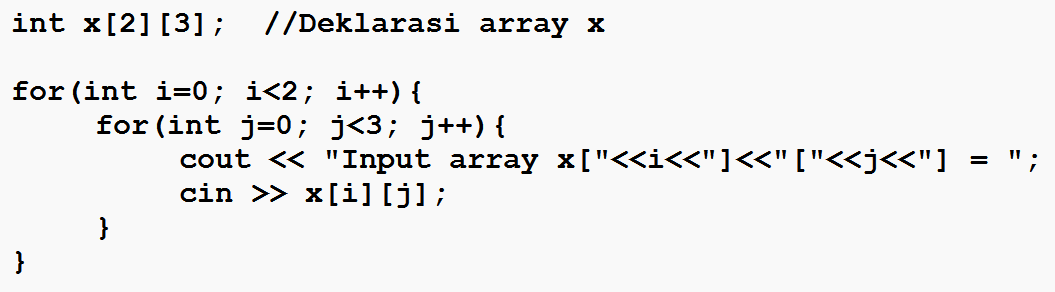 int x[2][3];  //Deklarasi array x
for(int i=0; i<2; i++){
for(int j=0; j<3; j++){
cout << "Input array x["<<i<<"]<<"["<<j<<"] = ";
cin >> x[i][j];
}
}